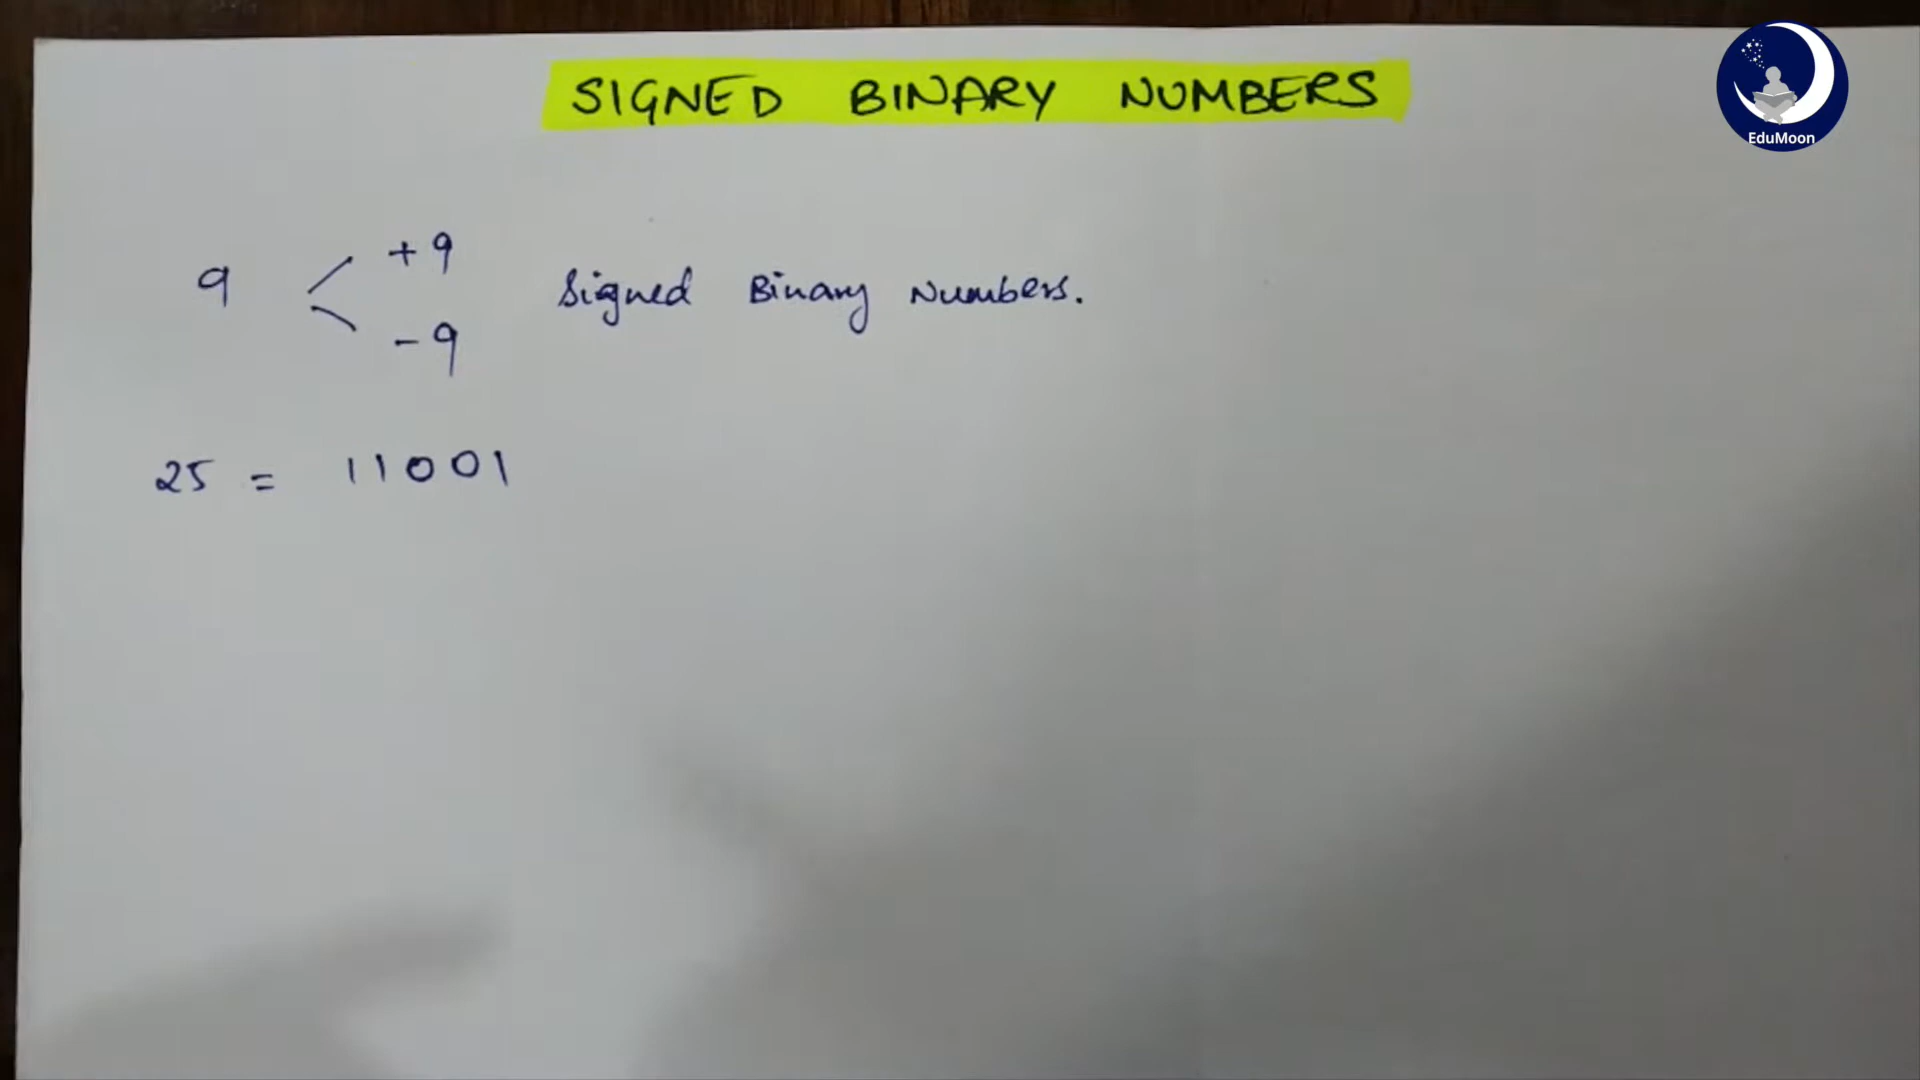 SIGNED BINARY NUMBERS
EduMoon
+9
9 < Signed Binary Numbers.
-9
25 = 11001